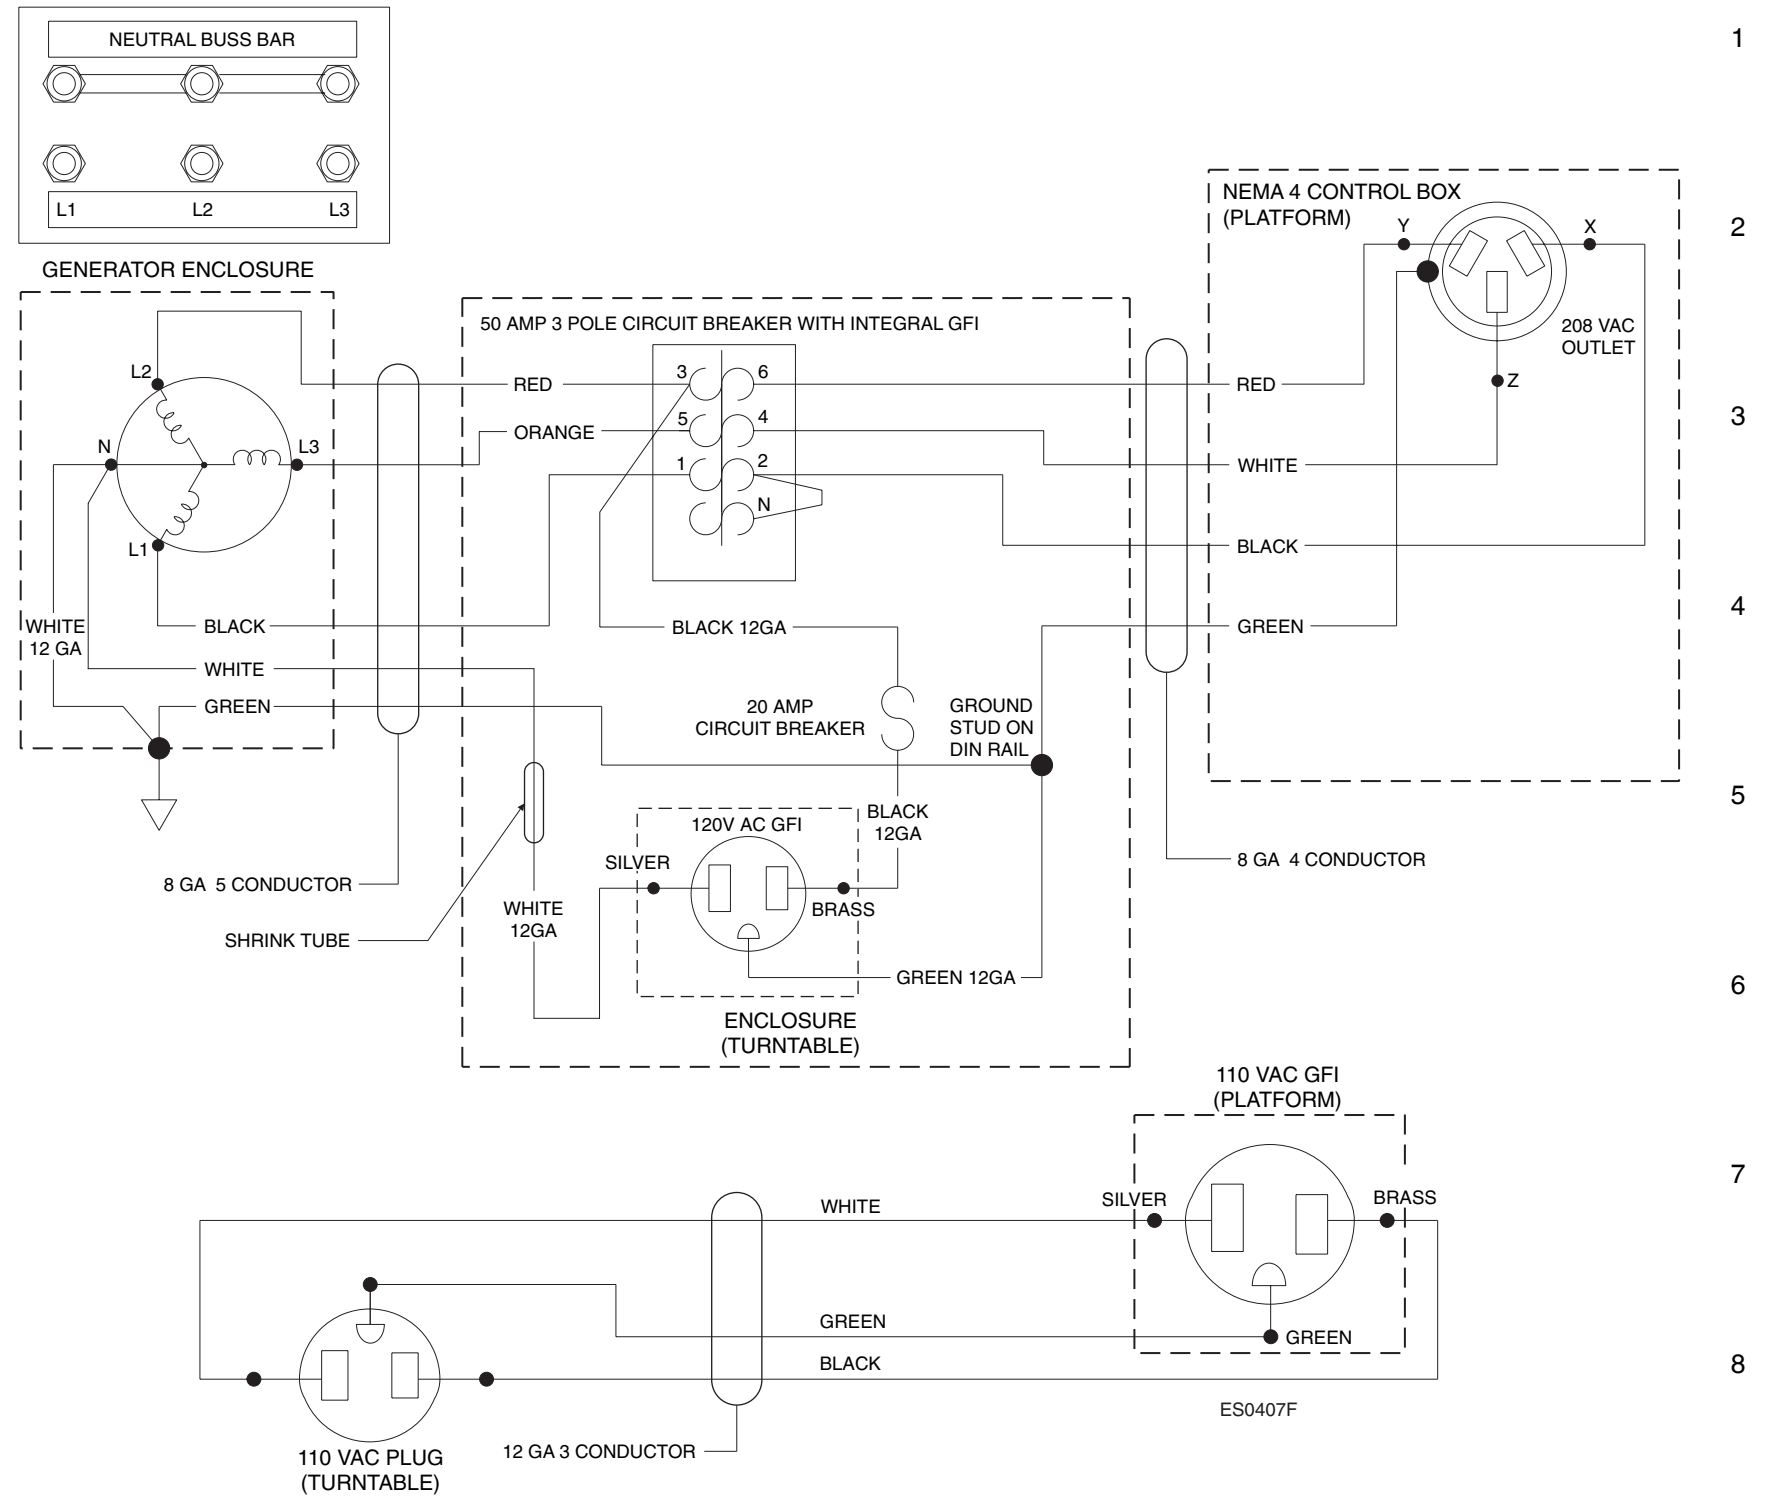 NEUTRAL BUSS BAR
L1 L2 L3
GENERATOR ENCLOSURE
L2
N
L3
L1
WHITE
12 GA
BLACK
WHITE
GREEN
8 GA 5 CONDUCTOR
SHRINK TUBE
50 AMP 3 POLE CIRCUIT BREAKER WITH INTEGRAL GFI
RED
ORANGE
3 6
5 4
1 2
N
BLACK 12GA
20 AMP
CIRCUIT BREAKER
GROUND
STUD ON
DIN RAIL
BLACK
12GA
120V AC GFI
SILVER
BRASS
WHITE
12GA
GREEN 12GA
ENCLOSURE
(TURNTABLE)
NEMA 4 CONTROL BOX
(PLATFORM)
Y
X
208 VAC
OUTLET
Z
RED
WHITE
BLACK
GREEN
8 GA 4 CONDUCTOR
110 VAC GFI
(PLATFORM)
SILVER
BRASS
WHITE
GREEN
GREEN
BLACK
ES0407F
12 GA 3 CONDUCTOR
110 VAC PLUG
(TURNTABLE)
1
2
3
4
5
6
7
8